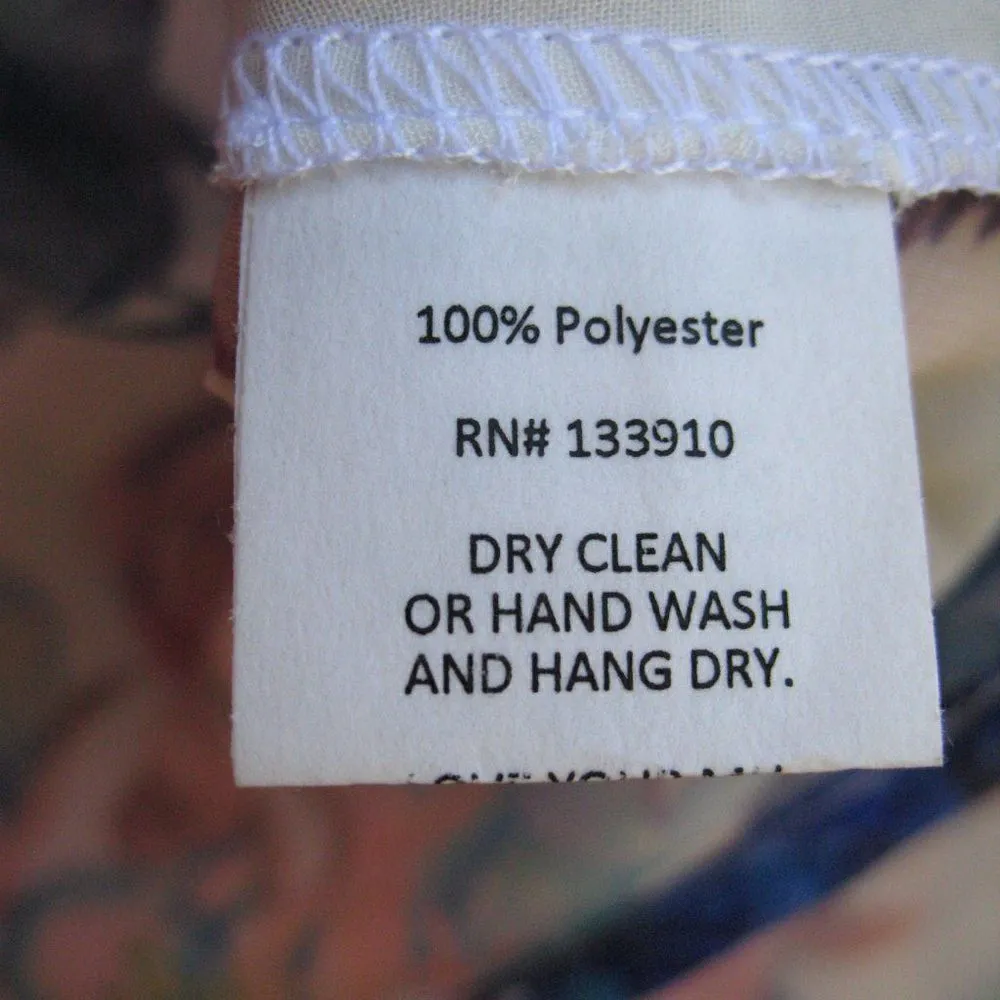 100% Polyester
RN# 133910
DRY CLEAN
OR HAND WASH
AND HANG DRY.